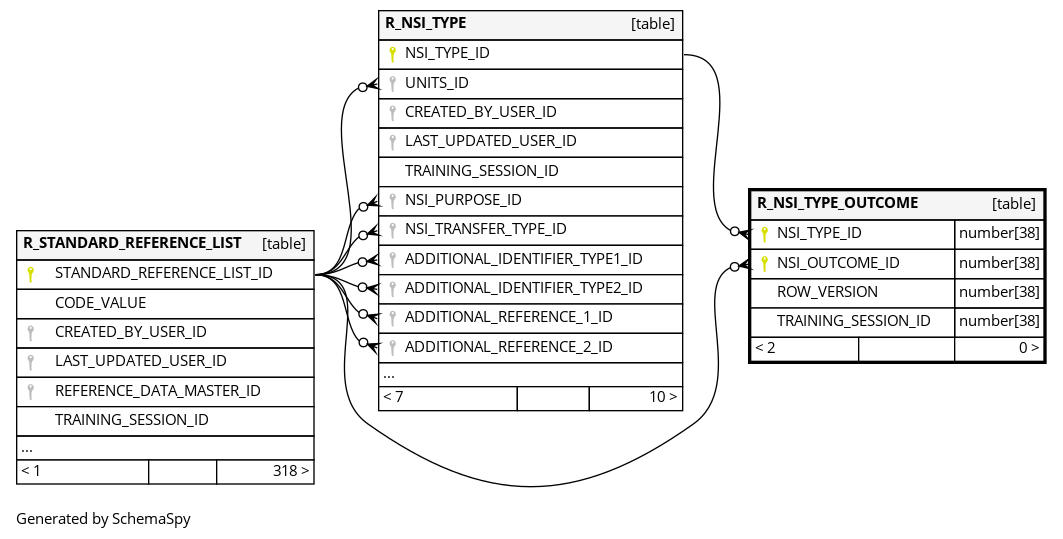 R_NSI_TYPE [table]
NSI_TYPE_ID
UNITS_ID
CREATED_BY_USER_ID
LAST_UPDATED_USER_ID
TRAINING_SESSION_ID
NSI_PURPOSE_ID
NSI_TRANSFER_TYPE_ID
ADDITIONAL_IDENTIFIER_TYPE1_ID
ADDITIONAL_IDENTIFIER_TYPE2_ID
ADDITIONAL_REFERENCE_1_ID
ADDITIONAL_REFERENCE_2_ID
...
< 7 10 >
R_NSI_TYPE_OUTCOME [table]
NSI_TYPE_ID number[38]
NSI_OUTCOME_ID number[38]
ROW_VERSION number[38]
TRAINING_SESSION_ID number[38]
< 2 0 >
R_STANDARD_REFERENCE_LIST [table]
STANDARD_REFERENCE_LIST_ID
CODE_VALUE
CREATED_BY_USER_ID
LAST_UPDATED_USER_ID
REFERENCE_DATA_MASTER_ID
TRAINING_SESSION_ID
...
< 1 318 >
Generated by SchemaSpy